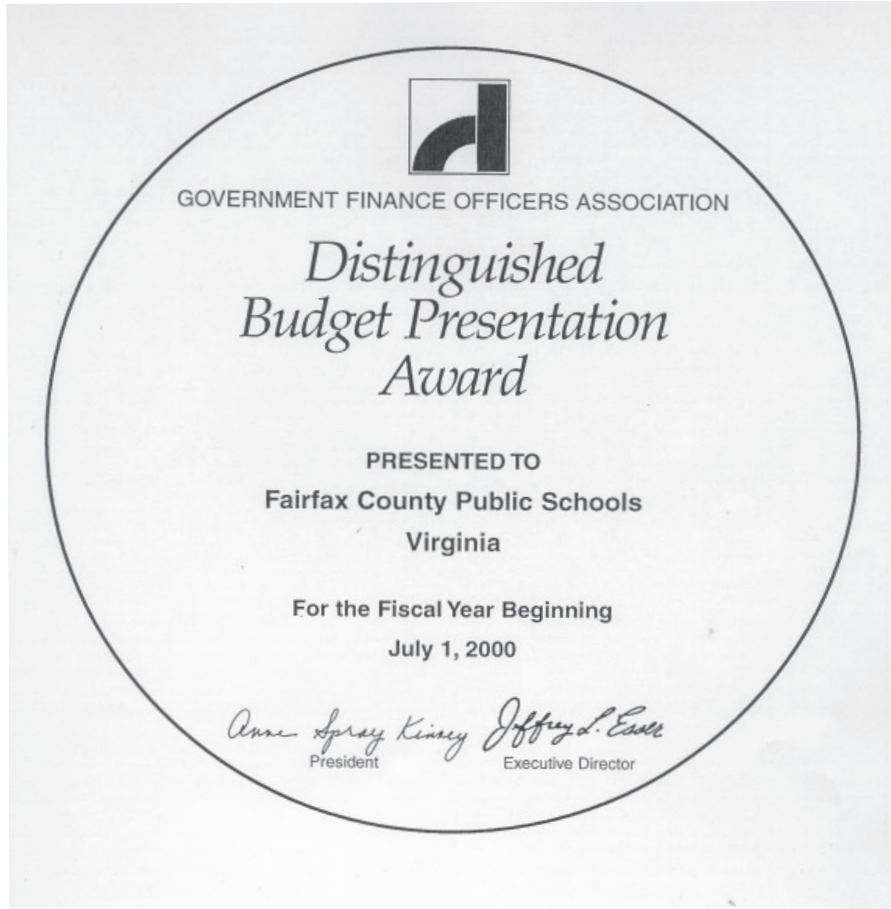 GOVERNMENT FINANCE OFFICERS ASSOCIATION
Distinguished
Budget Presentation
Award
PRESENTED TO
Fairfax County Public Schools
Virginia
For the Fiscal Year Beginning
July 1, 2000
Anne Spray Kinney Jeffrey L. Esser
President Executive Director